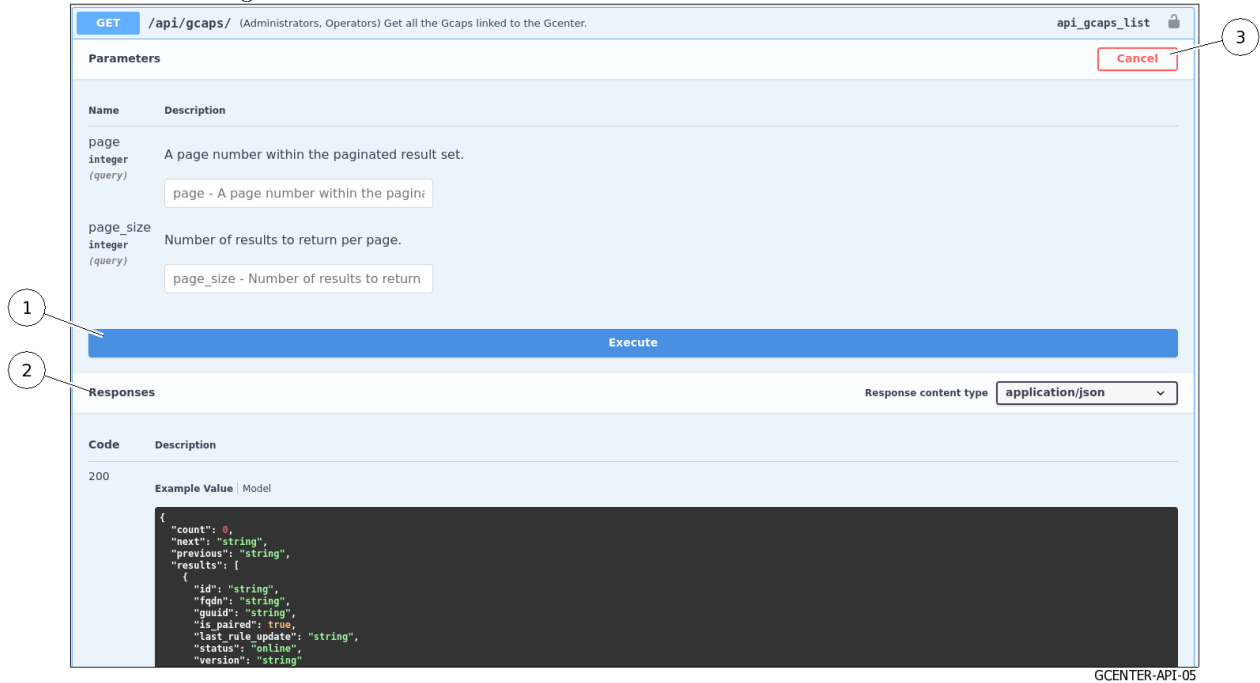 GET /api/gcaps/ (Administrators, Operators) Get all the Gcaps linked to the Gcenter. api_gcaps_list
3
Parameters Cancel
Name Description
page
integer
(query)
A page number within the paginated result set.
page - A page number within the pagina
page_size
integer
(query)
Number of results to return per page.
page_size - Number of results to return
1
Execute
2
Responses Response content type application/json
Code Description
200
Example Value Model
{
"count": 0,
"next": "string",
"previous": "string",
"results": [
{
"id": "string",
"fqdn": "string",
"guuid": "string",
"is_paired": true,
"last_rule_update": "string",
"status": "online",
"version": "string"
GCENTER-API-05